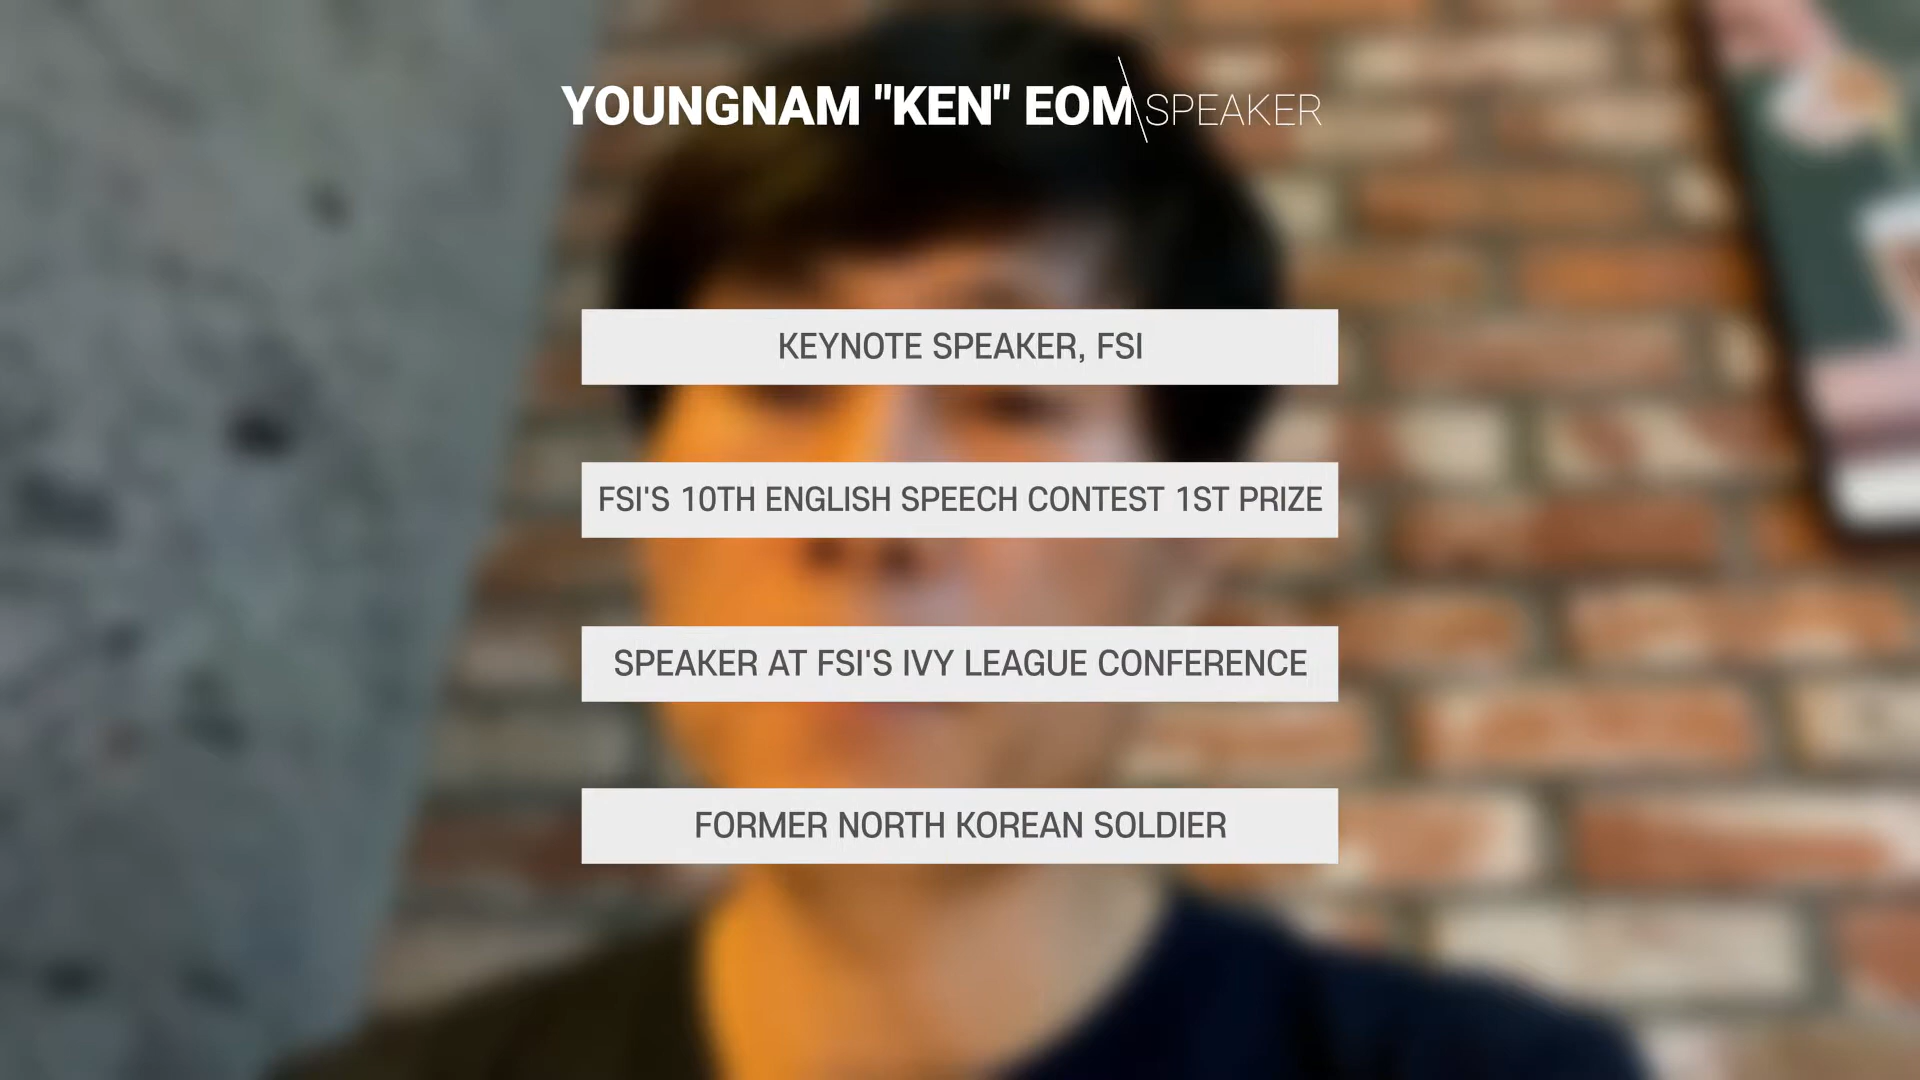 YOUNGNAM "KEN" EOM\SPEAKER
KEYNOTE SPEAKER, FSI
FSI'S 10TH ENGLISH SPEECH CONTEST 1ST PRIZE
SPEAKER AT FSI'S IVY LEAGUE CONFERENCE
FORMER NORTH KOREAN SOLDIER